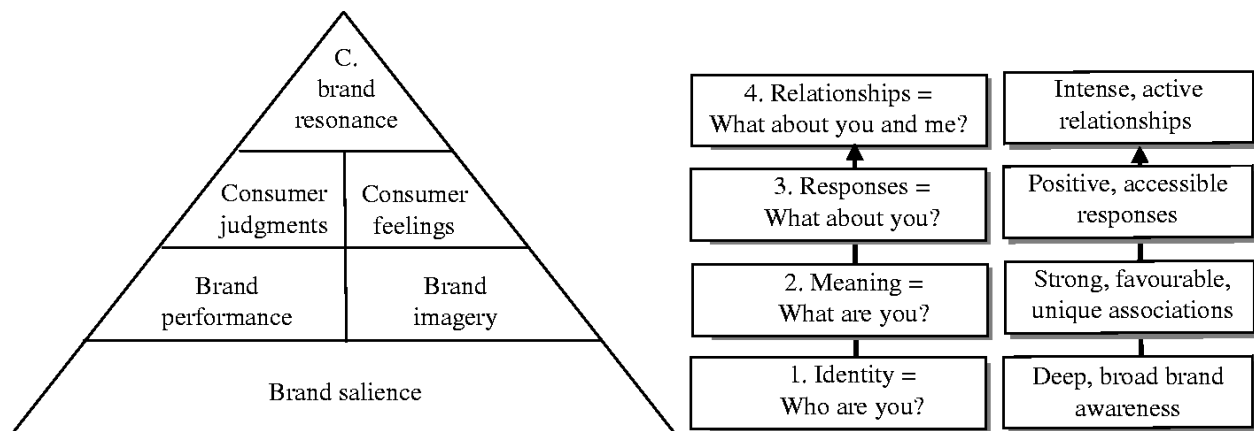 C.
brand
resonance
Consumer
judgments
Consumer
feelings
Brand
performance
Brand
imagery
Brand salience
4. Relationships =
What about you and me?
3. Responses =
What about you?
2. Meaning =
What are you?
1. Identity =
Who are you?
Intense, active
relationships
Positive, accessible
responses
Strong, favourable,
unique associations
Deep, broad brand
awareness